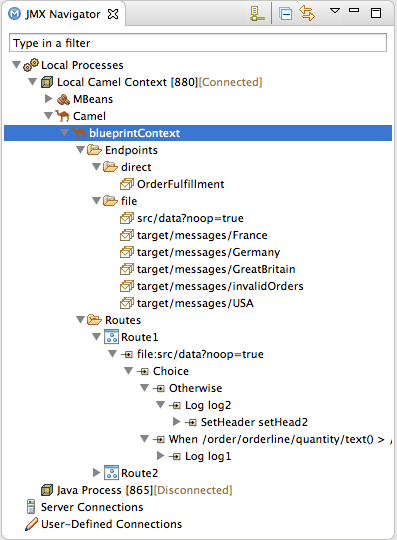 JMX Navigator
Type in a filter
Local Processes
Local Camel Context [880][Connected]
MBeans
Camel
blueprintContext
Endpoints
direct
OrderFulfillment
file
src/data?noop=true
target/messages/France
target/messages/Germany
target/messages/GreatBritain
target/messages/invalidOrders
target/messages/USA
Routes
Route1
file:src/data?noop=true
Choice
Otherwise
Log log2
SetHeader setHead2
When /order/orderline/quantity/text() > /
Log log1
Route2
Java Process [865][Disconnected]
Server Connections
User-Defined Connections